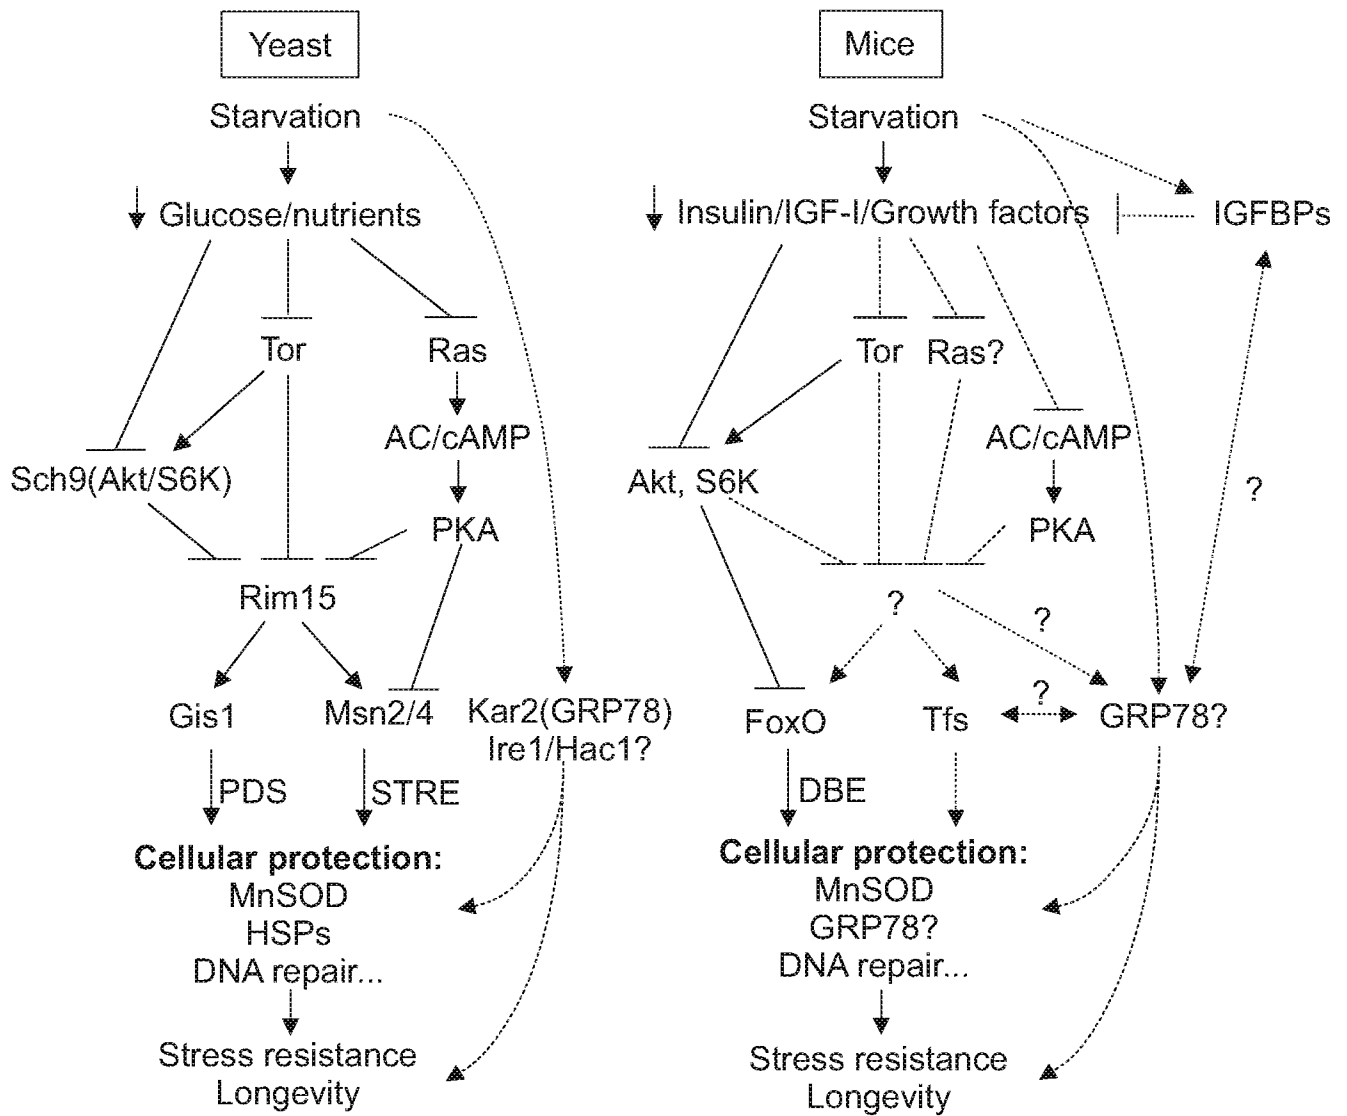 Yeast
Starvation
Glucose/nutrients
Tor
Ras
AC/cAMP
Sch9(Akt/S6K)
PKA
Rim15
Gis1
Msn2/4
Kar2(GRP78)
Ire1/Hac1?
PDS
STRE
Cellular protection:
MnSOD
HSPs
DNA repair...
Stress resistance
Longevity
Mice
Starvation
Insulin/IGF-I/Growth factors
IGFBPs
Tor
Ras?
AC/cAMP
Akt, S6K
?
PKA
?
?
?
FoxO
Tfs
GRP78?
DBE
Cellular protection:
MnSOD
GRP78?
DNA repair...
Stress resistance
Longevity